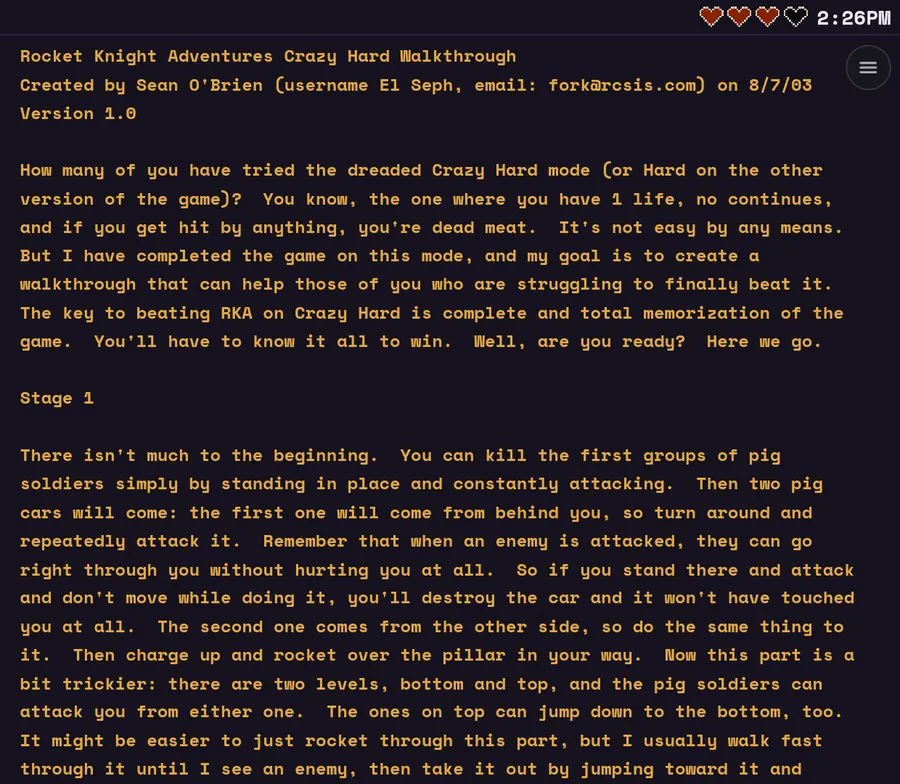 2:26PM
Rocket Knight Adventures Crazy Hard Walkthrough
Created by Sean O'Brien (username El Seph, email: fork@rcsis.com) on 8/7/03
Version 1.0
How many of you have tried the dreaded Crazy Hard mode (or Hard on the other
version of the game)?  You know, the one where you have 1 life, no continues,
and if you get hit by anything, you're dead meat.  It's not easy by any means.
But I have completed the game on this mode, and my goal is to create a
walkthrough that can help those of you who are struggling to finally beat it.
The key to beating RKA on Crazy Hard is complete and total memorization of the
game.  You'll have to know it all to win.  Well, are you ready?  Here we go.
Stage 1
There isn't much to the beginning.  You can kill the first groups of pig
soldiers simply by standing in place and constantly attacking.  Then two pig
cars will come: the first one will come from behind you, so turn around and
repeatedly attack it.  Remember that when an enemy is attacked, they can go
right through you without hurting you at all.  So if you stand there and attack
and don't move while doing it, you'll destroy the car and it won't have touched
you at all.  The second one comes from the other side, so do the same thing to
it.  Then charge up and rocket over the pillar in your way.  Now this part is a
bit trickier: there are two levels, bottom and top, and the pig soldiers can
attack you from either one.  The ones on top can jump down to the bottom, too.
It might be easier to just rocket through this part, but I usually walk fast
through it until I see an enemy, then take it out by jumping toward it and